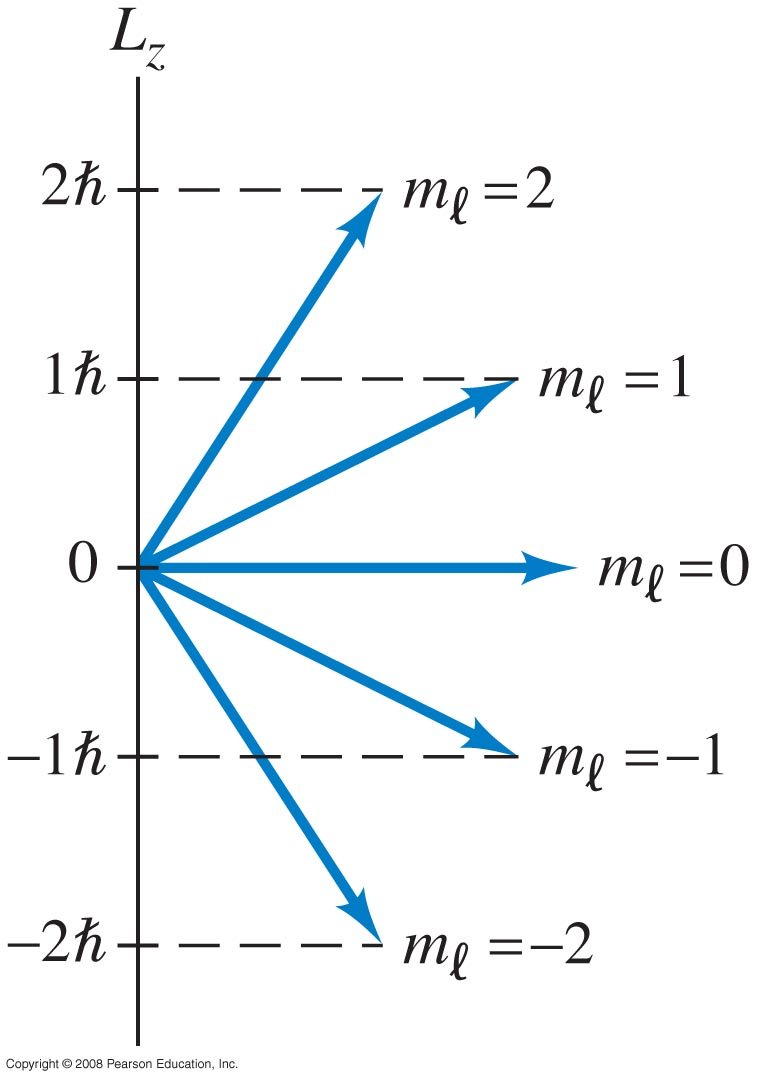 L_z
2ℏ
m_ℓ = 2
1ℏ
m_ℓ = 1
0
m_ℓ = 0
−1ℏ
m_ℓ = −1
−2ℏ
m_ℓ = −2
Copyright © 2008 Pearson Education, Inc.